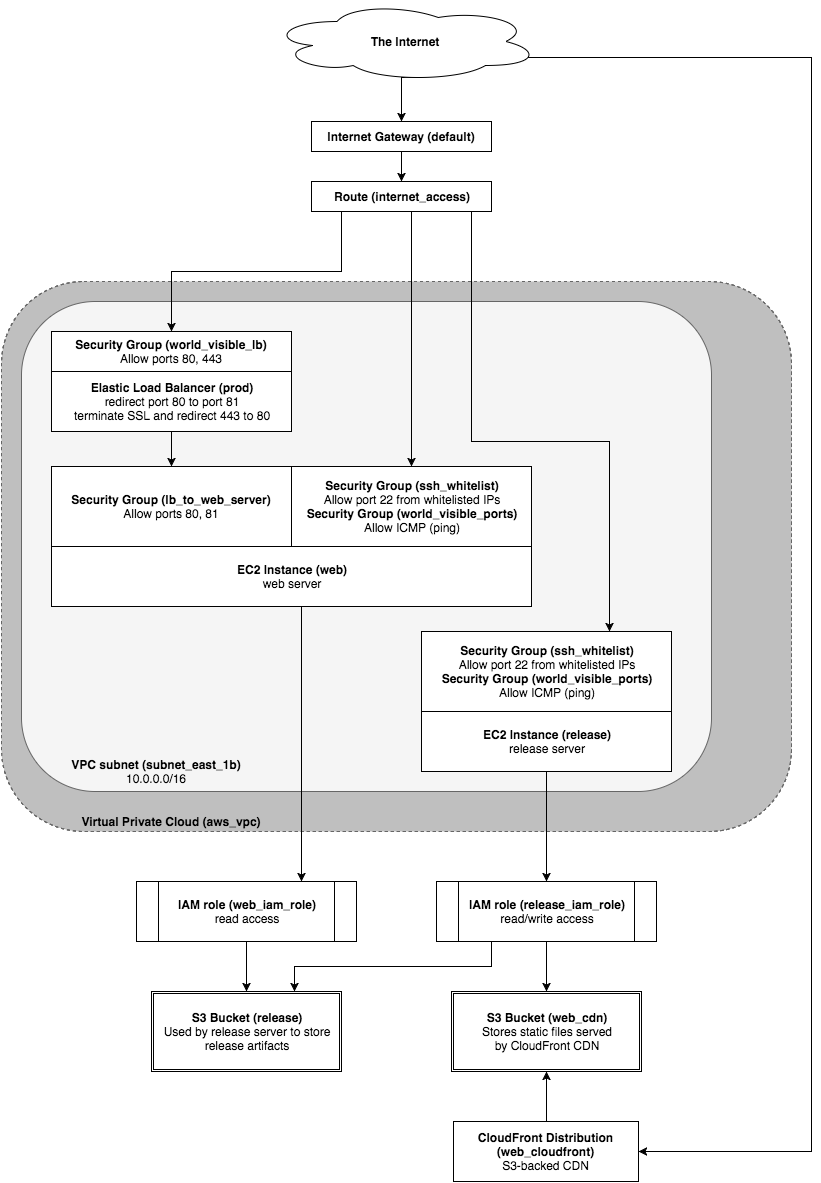 The Internet
Internet Gateway (default)
Route (internet_access)
Security Group (world_visible_lb)
Allow ports 80, 443
Elastic Load Balancer (prod)
redirect port 80 to port 81
terminate SSL and redirect 443 to 80
Security Group (lb_to_web_server)
Allow ports 80, 81
Security Group (ssh_whitelist)
Allow port 22 from whitelisted IPs
Security Group (world_visible_ports)
Allow ICMP (ping)
EC2 Instance (web)
web server
Security Group (ssh_whitelist)
Allow port 22 from whitelisted IPs
Security Group (world_visible_ports)
Allow ICMP (ping)
EC2 Instance (release)
release server
VPC subnet (subnet_east_1b)
10.0.0.0/16
Virtual Private Cloud (aws_vpc)
IAM role (web_iam_role)
read access
IAM role (release_iam_role)
read/write access
S3 Bucket (release)
Used by release server to store
release artifacts
S3 Bucket (web_cdn)
Stores static files served
by CloudFront CDN
CloudFront Distribution
(web_cloudfront)
S3-backed CDN